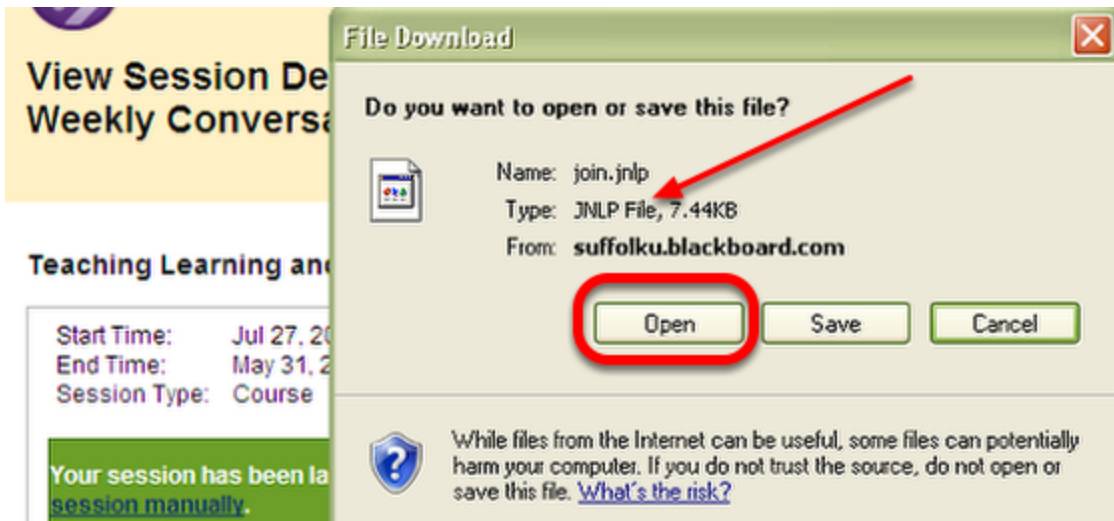 View Session De
Weekly Conversa
Teaching Learning and
Start Time: Jul 27, 20
End Time: May 31, 2
Session Type: Course
Your session has been la
session manually.
File Download
Do you want to open or save this file?
Name: join.jnlp
Type: JNLP File, 7.44KB
From: suffolku.blackboard.com
Open Save Cancel
While files from the Internet can be useful, some files can potentially
harm your computer. If you do not trust the source, do not open or
save this file. What's the risk?